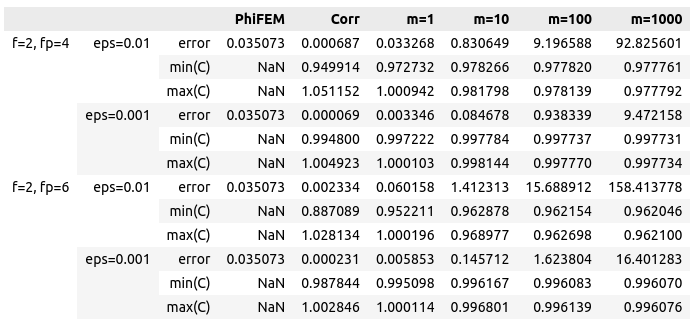 PhiFEM Corr m=1 m=10 m=100 m=1000
f=2, fp=4 eps=0.01 error 0.035073 0.000687 0.033268 0.830649 9.196588 92.825601
min(C) NaN 0.949914 0.972732 0.978266 0.977820 0.977761
max(C) NaN 1.051152 1.000942 0.981798 0.978139 0.977792
eps=0.001 error 0.035073 0.000069 0.003346 0.084678 0.938339 9.472158
min(C) NaN 0.994800 0.997222 0.997784 0.997737 0.997731
max(C) NaN 1.004923 1.000103 0.998144 0.997770 0.997734
f=2, fp=6 eps=0.01 error 0.035073 0.002334 0.060158 1.412313 15.688912 158.413778
min(C) NaN 0.887089 0.952211 0.962878 0.962154 0.962046
max(C) NaN 1.028134 1.000196 0.968977 0.962698 0.962100
eps=0.001 error 0.035073 0.000231 0.005853 0.145712 1.623804 16.401283
min(C) NaN 0.987844 0.995098 0.996167 0.996083 0.996070
max(C) NaN 1.002846 1.000114 0.996801 0.996139 0.996076